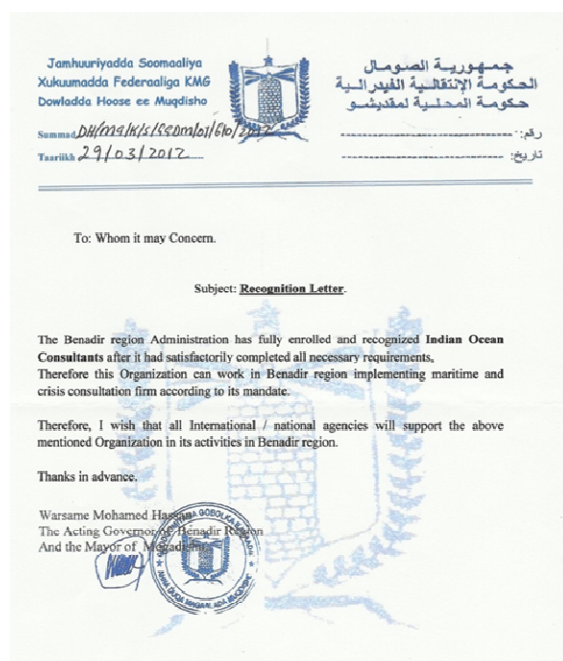 Jamhuuriyadda Soomaaliya
Xukuumadda Federaaliga KMG
Dowladda Hoose ee Muqdisho
جمهورية الصومال
الحكومة الإنتقالية الفيدرالية
حكومة المحلية لمقديشو
Summad
Taariikh 29/03/2012
رقم:
تاريخ:
To: Whom it may Concern.
Subject: Recognition Letter.
The Benadir region Administration has fully enrolled and recognized Indian Ocean
Consultants after it had satisfactorily completed all necessary requirements.
Therefore this Organization can work in Benadir region implementing maritime and
crisis consultation firm according to its mandate.
Therefore, I wish that all International / national agencies will support the above
mentioned Organization in its activities in Benadir region.
Thanks in advance.
Warsame Mohamed Hassan
The Acting Governor of Benadir Region
And the Mayor of Mogadishu